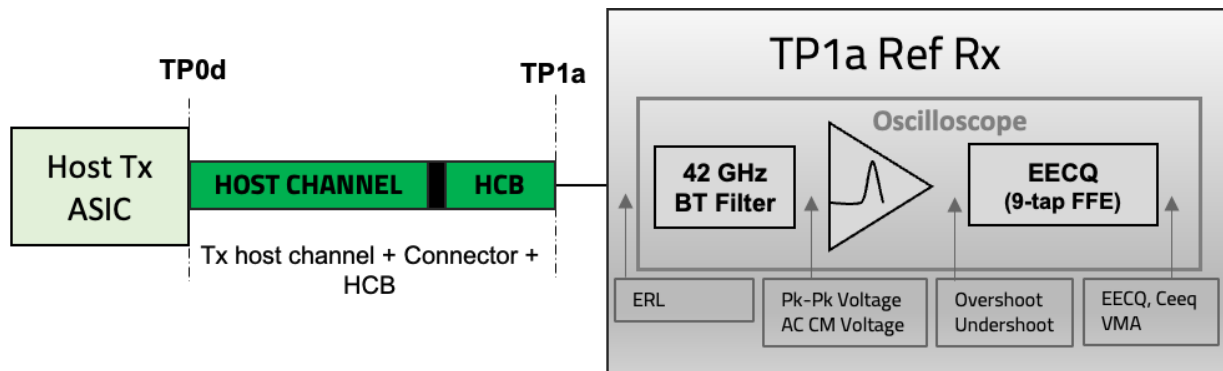 TP0d
TP1a
TP1a Ref Rx
Oscilloscope
Host Tx
ASIC
HOST CHANNEL
HCB
42 GHz
BT Filter
EECQ
(9-tap FFE)
Tx host channel + Connector +
HCB
ERL
Pk-Pk Voltage
AC CM Voltage
Overshoot
Undershoot
EECQ, Ceeq
VMA